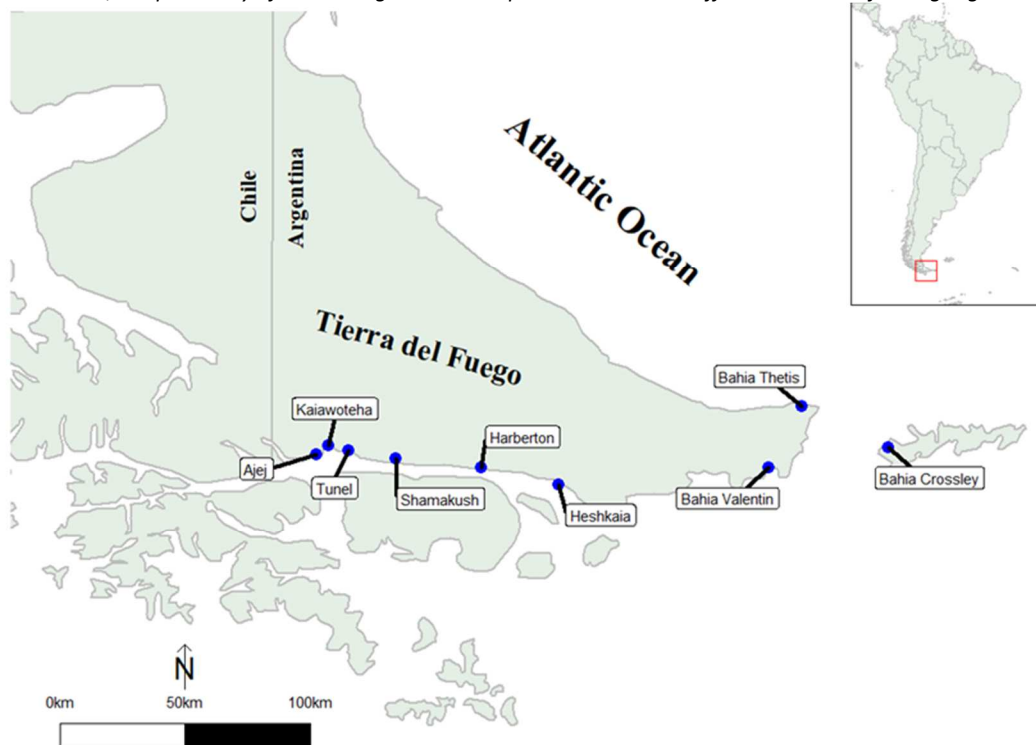 Atlantic Ocean
Chile
Argentina
Tierra del Fuego
Bahia Thetis
Kaiawoteha
Harberton
Ajej
Tunel
Shamakush
Heshkaia
Bahia Valentin
Bahia Crossley
N
0km 50km 100km